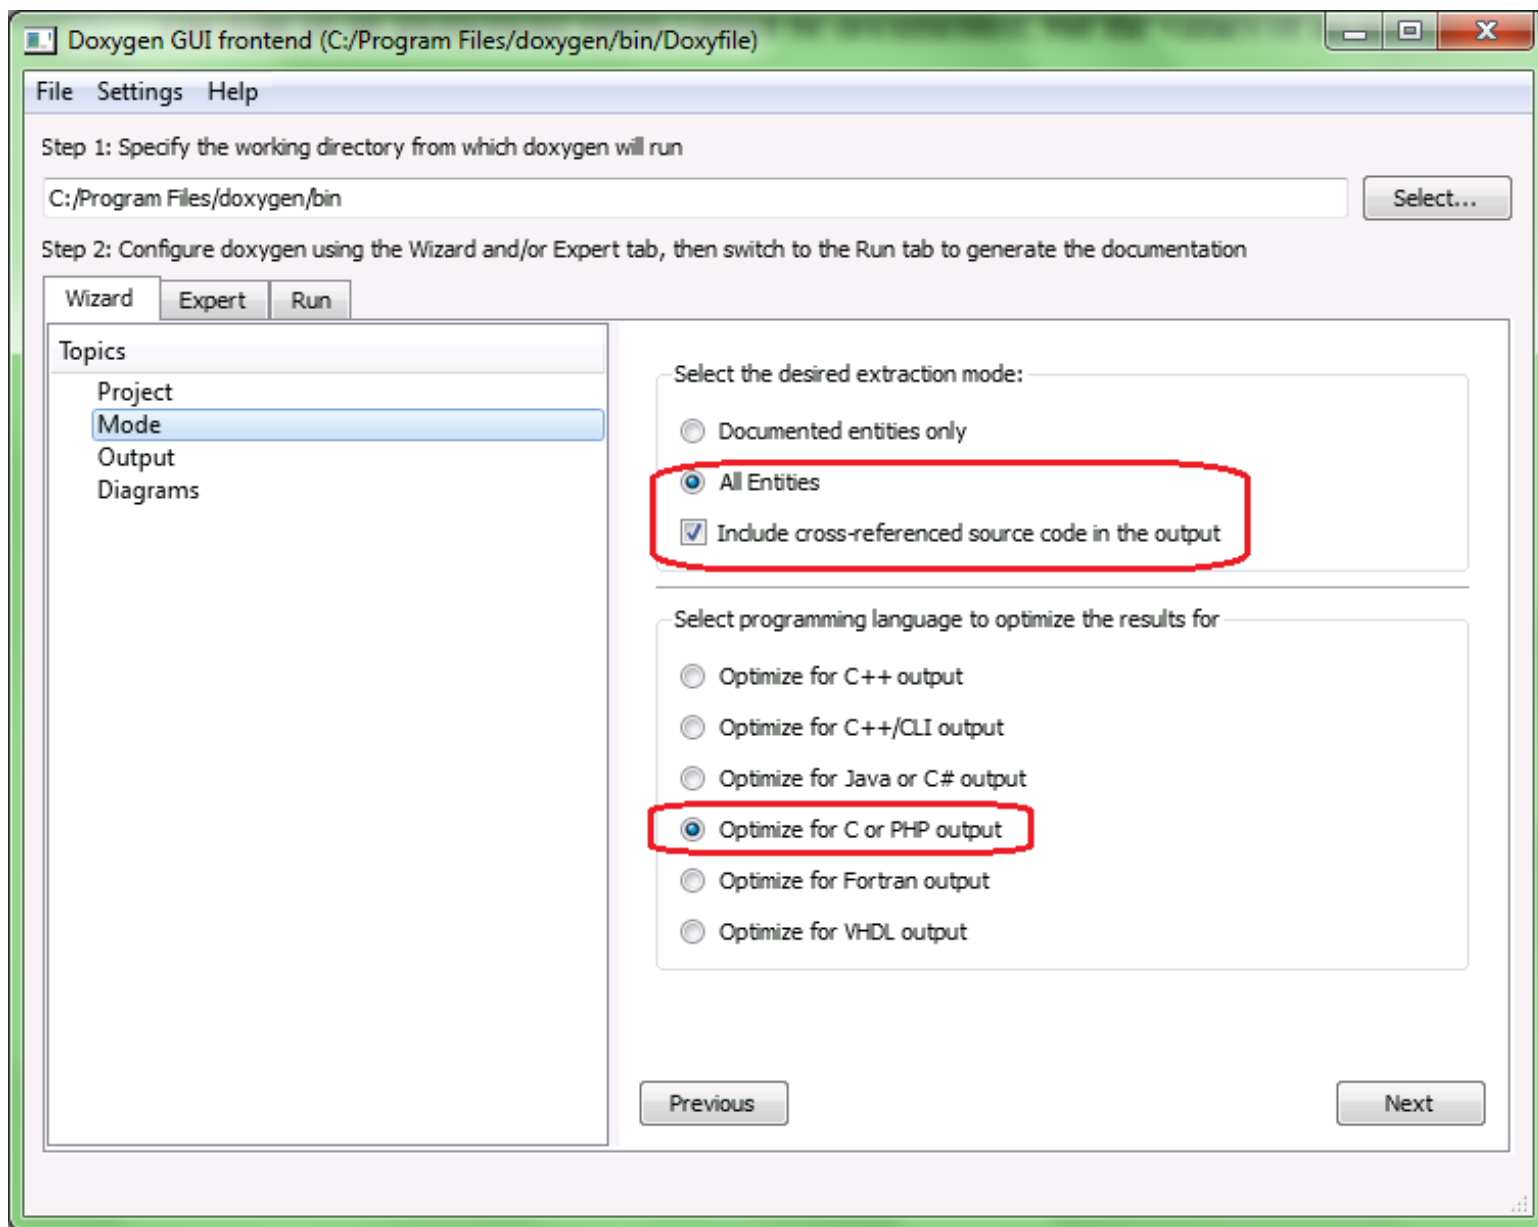 Doxygen GUI frontend (C:/Program Files/doxygen/bin/Doxyfile)
File Settings Help
Step 1: Specify the working directory from which doxygen will run
C:/Program Files/doxygen/bin
Select...
Step 2: Configure doxygen using the Wizard and/or Expert tab, then switch to the Run tab to generate the documentation
Wizard Expert Run
Topics
Project
Mode
Output
Diagrams
Select the desired extraction mode:
Documented entities only
All Entities
Include cross-referenced source code in the output
Select programming language to optimize the results for
Optimize for C++ output
Optimize for C++/CLI output
Optimize for Java or C# output
Optimize for C or PHP output
Optimize for Fortran output
Optimize for VHDL output
Previous
Next